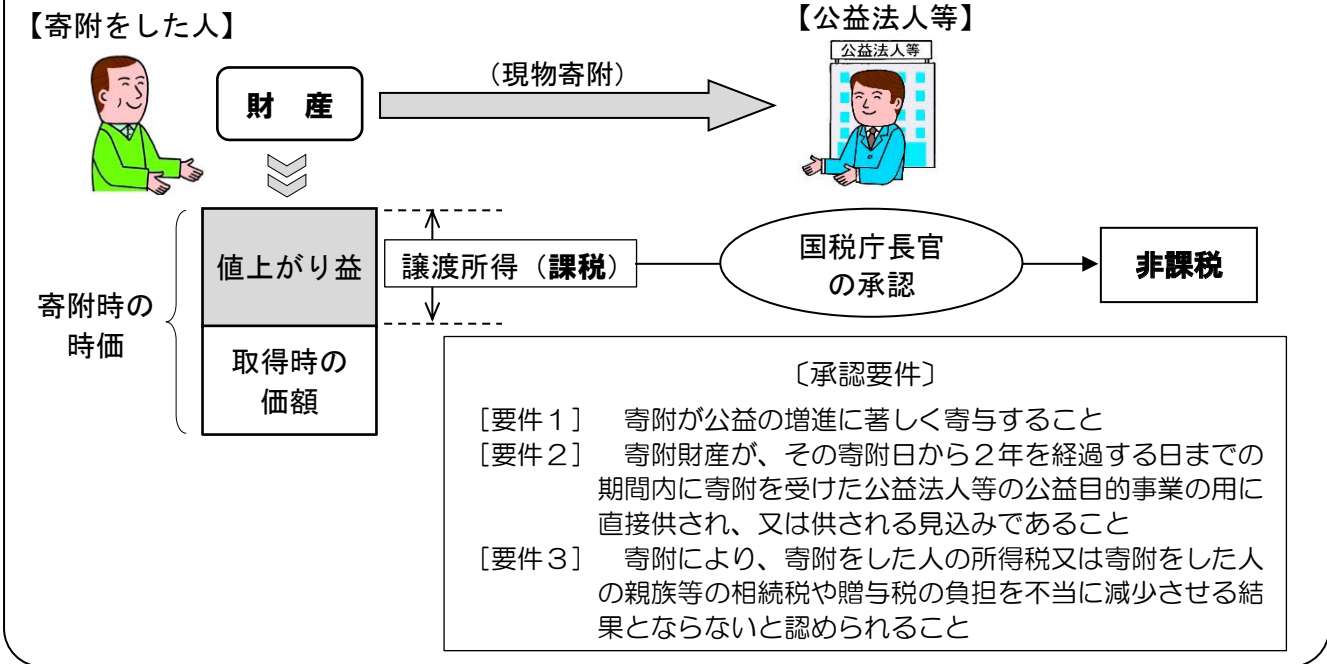 【寄附をした人】
【公益法人等】
公益法人等
財　産
（現物寄附）
値上がり益
譲渡所得（課税）
国税庁長官
の承認
非課税
寄附時の
時価
取得時の
価額
〔承認要件〕
［要件１］　寄附が公益の増進に著しく寄与すること
［要件２］　寄附財産が、その寄附日から２年を経過する日までの
期間内に寄附を受けた公益法人等の公益目的事業の用に
直接供され、又は供される見込みであること
［要件３］　寄附により、寄附をした人の所得税又は寄附をした人
の親族等の相続税や贈与税の負担を不当に減少させる結
果とならないと認められること